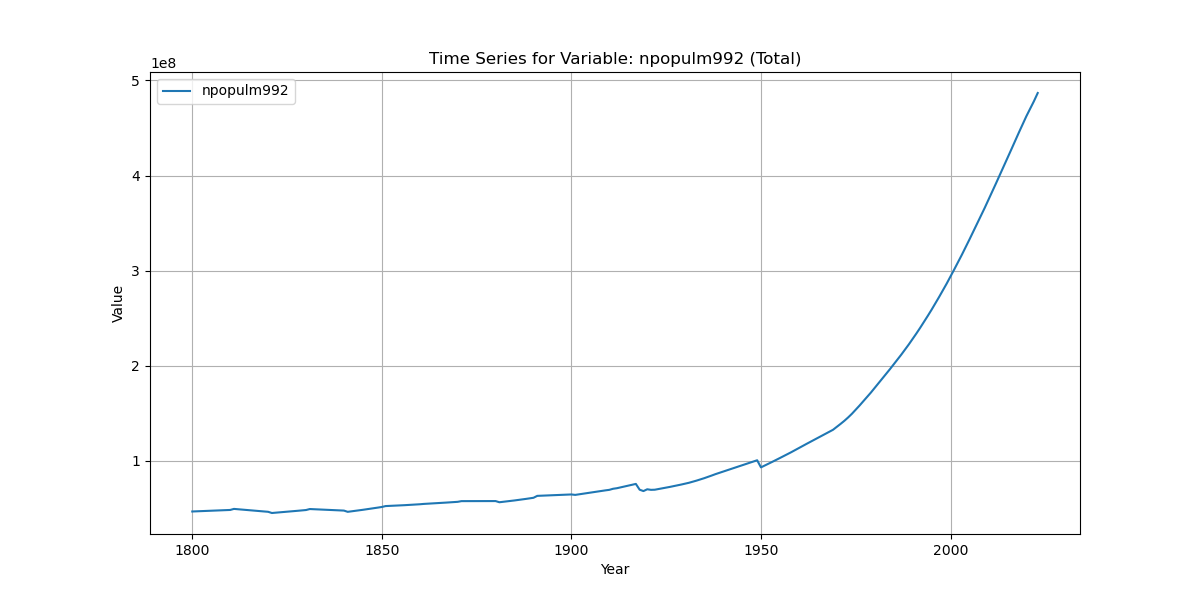 Time Series for Variable: npopulm992 (Total)
1e8
npopulm992
5
4
3
2
1
Value
1800 1850 1900 1950 2000
Year